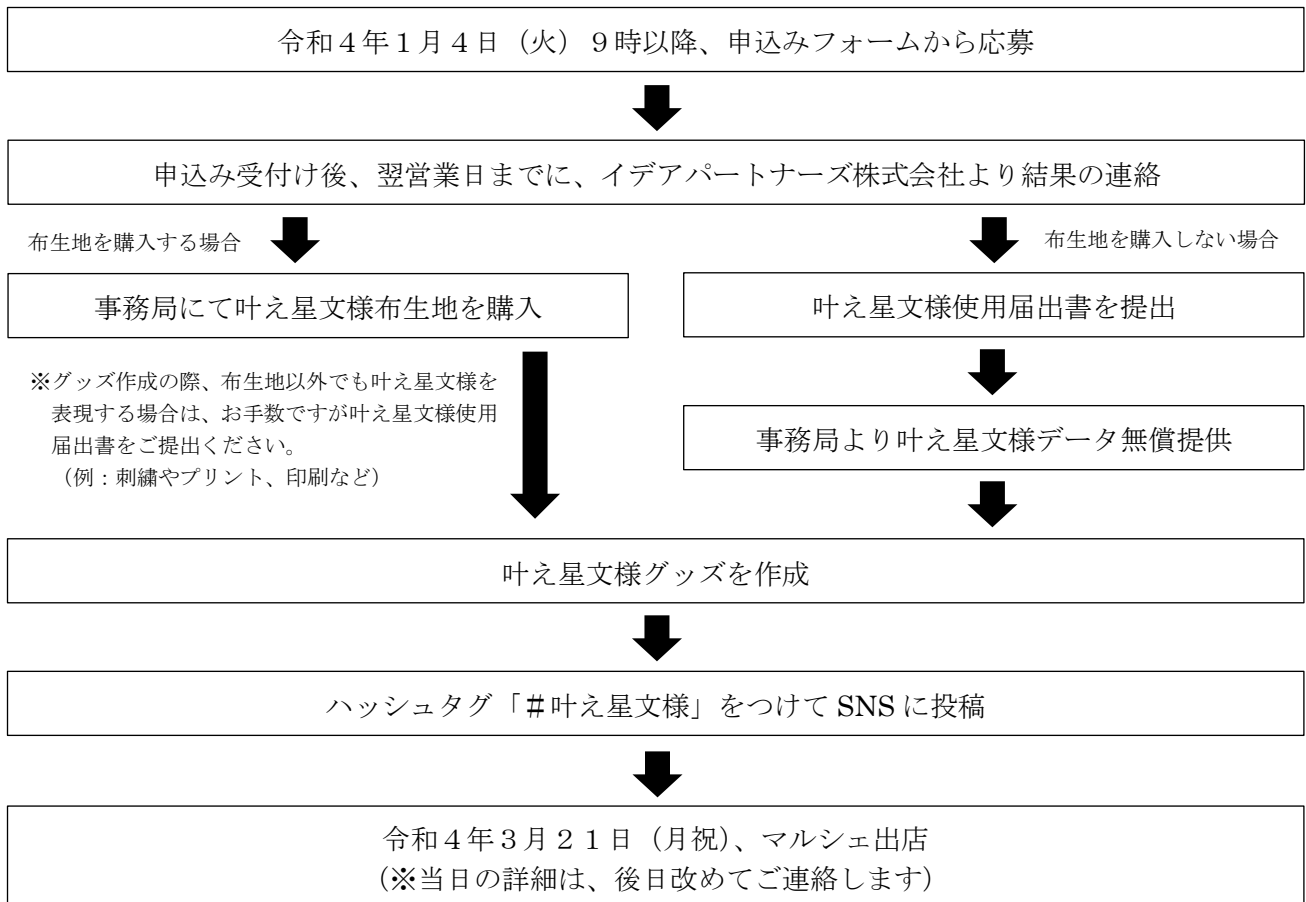 令和４年１月４日（火）９時以降、申込みフォームから応募
申込み受付け後、翌営業日までに、イデアパートナーズ株式会社より結果の連絡
布生地を購入する場合
布生地を購入しない場合
事務局にて叶え星文様布生地を購入
叶え星文様使用届出書を提出
※グッズ作成の際、布生地以外でも叶え星文様を
表現する場合は、お手数ですが叶え星文様使用
届出書をご提出ください。
（例：刺繍やプリント、印刷など）
事務局より叶え星文様データ無償提供
叶え星文様グッズを作成
ハッシュタグ「＃叶え星文様」をつけて SNS に投稿
令和４年３月２１日（月祝）、マルシェ出店
（※当日の詳細は、後日改めてご連絡します）